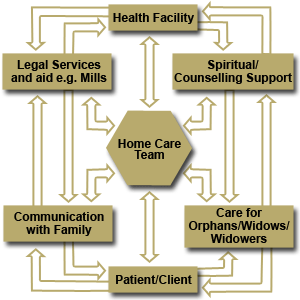 Health Facility
Legal Services
and aid e.g. Mills
Spiritual/
Counselling Support
Home Care
Team
Communication
with Family
Care for
Orphans/Widows/
Widowers
Patient/Client